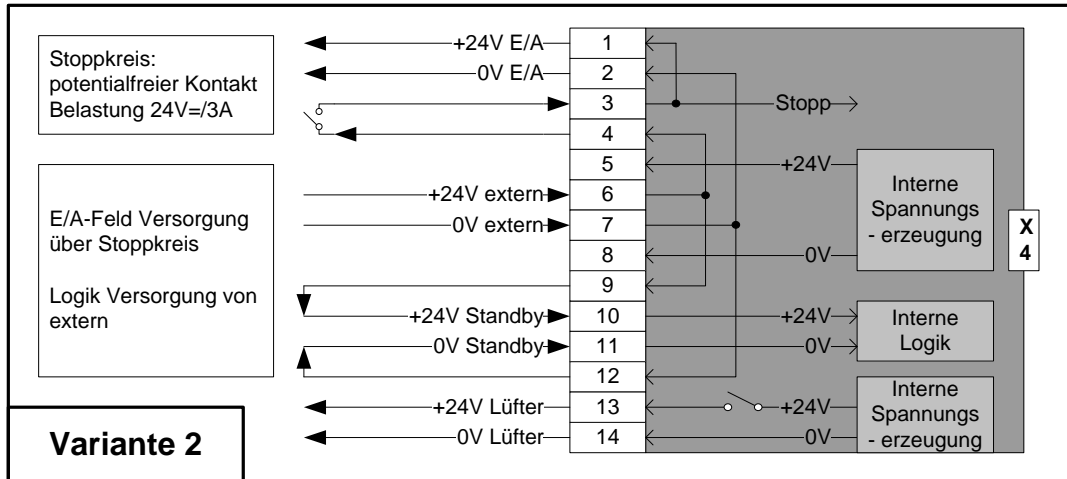 Stoppkreis:
potentialfreier Kontakt
Belastung 24V=/3A
E/A-Feld Versorgung
über Stoppkreis
Logik Versorgung von
extern
Variante 2
+24V E/A
0V E/A
+24V extern
0V extern
+24V Standby
0V Standby
+24V Lüfter
0V Lüfter
1
2
3
4
5
6
7
8
9
10
11
12
13
14
Stopp
+24V
0V
Interne
Spannungs
- erzeugung
+24V
0V
Interne
Logik
+24V
0V
Interne
Spannungs
- erzeugung
X
4